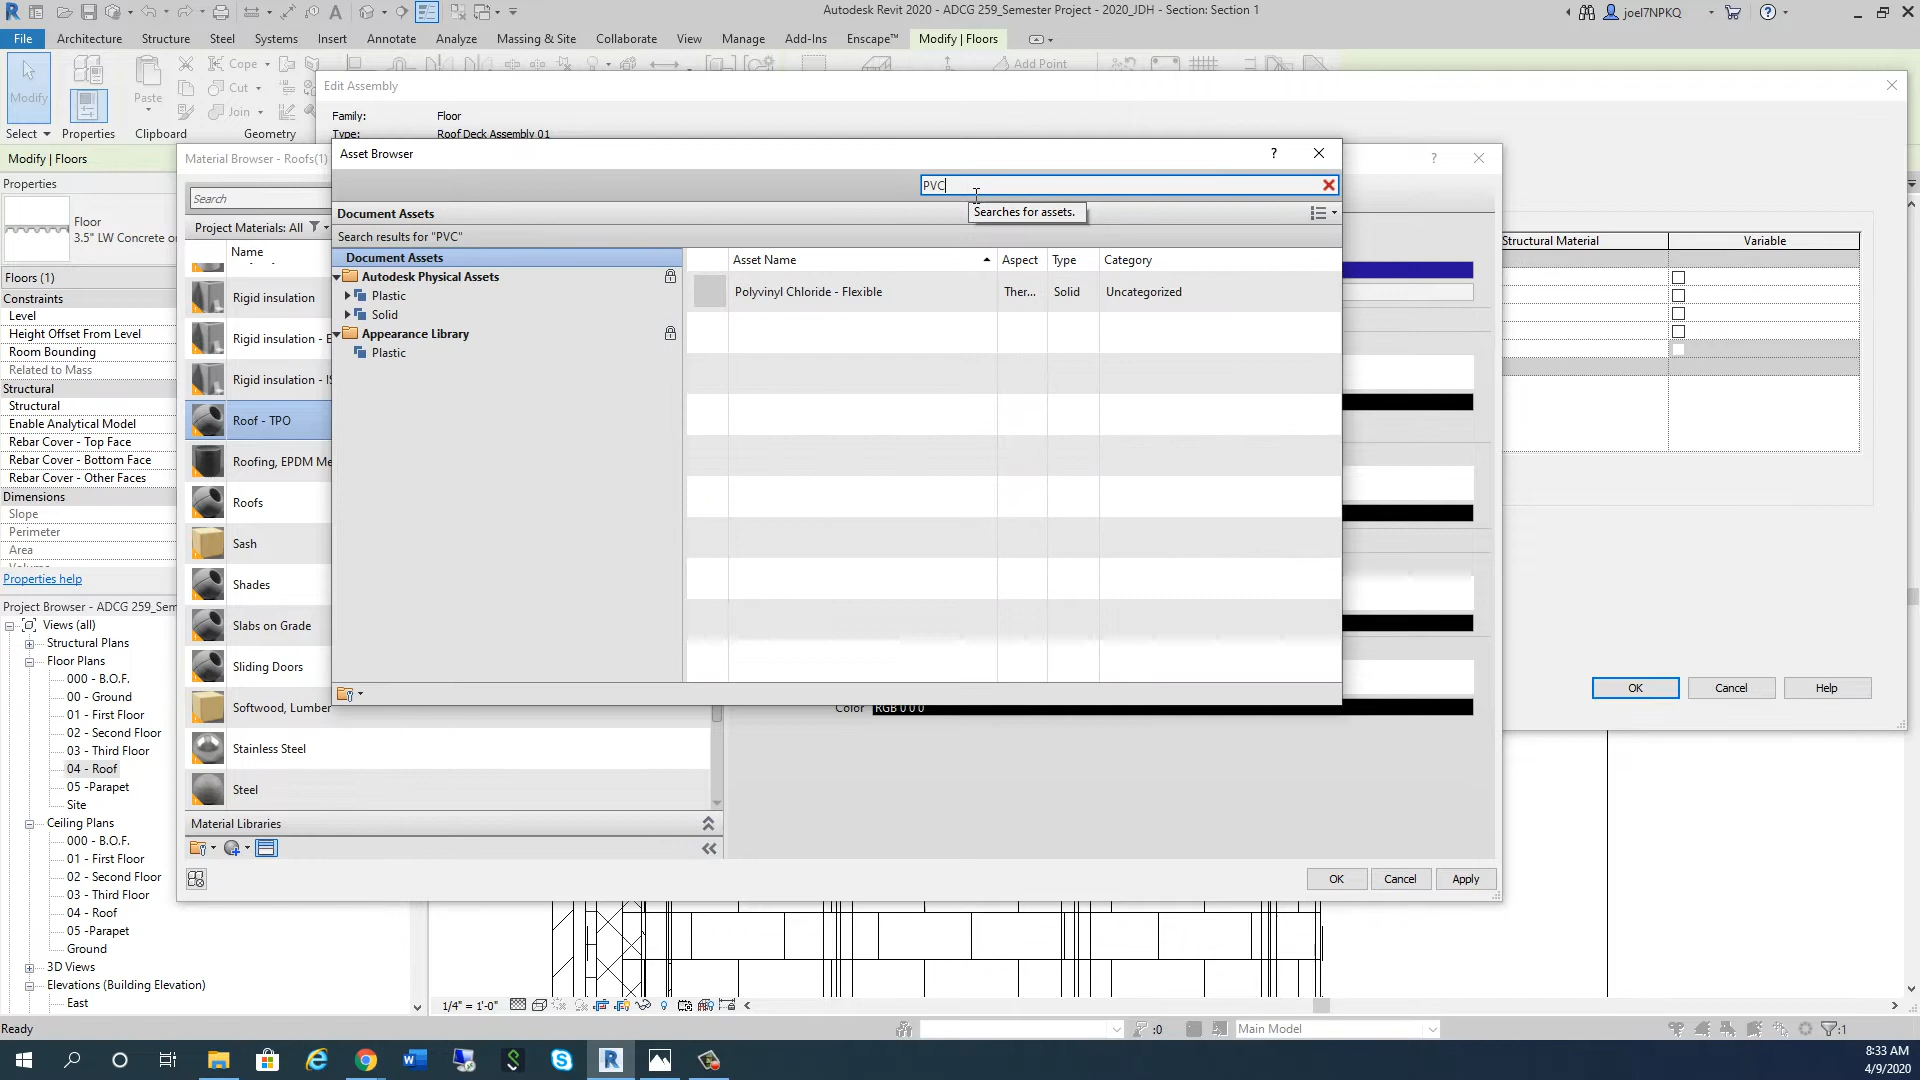 Autodesk Revit 2020 - ADCG 259_Semester Project - 2020_JDH - Section: Section 1
joel7NPKQ
File Architecture Structure Steel Systems Insert Annotate Analyze Massing & Site Collaborate View Manage Add-Ins Enscape™ Modify | Floors
Modify
Paste
Cope
Cut
Join
Add Point
Select Properties Clipboard Geometry
Edit Assembly
Family: Floor
Type: Roof Deck Assembly 01
Structural Material Variable
OK Cancel Help
Modify | Floors
Properties
Floor
3.5" LW Concrete o
Floors (1)
Constraints
Level
Height Offset From Level
Room Bounding
Related to Mass
Structural
Structural
Enable Analytical Model
Rebar Cover - Top Face
Rebar Cover - Bottom Face
Rebar Cover - Other Faces
Dimensions
Slope
Perimeter
Area
Volume
Properties help
Project Browser - ADCG 259_Sem
Views (all)
Structural Plans
Floor Plans
000 - B.O.F.
00 - Ground
01 - First Floor
02 - Second Floor
03 - Third Floor
04 - Roof
05 -Parapet
Site
Ceiling Plans
000 - B.O.F.
01 - First Floor
02 - Second Floor
03 - Third Floor
04 - Roof
05 -Parapet
Ground
3D Views
Elevations (Building Elevation)
East
Material Browser - Roofs(1)
Search
Project Materials: All
Name
Rigid insulation
Rigid insulation - E
Rigid insulation - IS
Roof - TPO
Roofing, EPDM Me
Roofs
Sash
Shades
Slabs on Grade
Sliding Doors
Softwood, Lumber
Stainless Steel
Steel
Material Libraries
Color RGB 0 0 0
OK Cancel Apply
Asset Browser
?
PVC
Searches for assets.
Document Assets
Search results for "PVC"
Document Assets
Autodesk Physical Assets
Plastic
Solid
Appearance Library
Plastic
Asset Name Aspect Type Category
Polyvinyl Chloride - Flexible Ther... Solid Uncategorized
1/4" = 1'-0"
Ready
:0
Main Model
:1
8:33 AM
4/9/2020